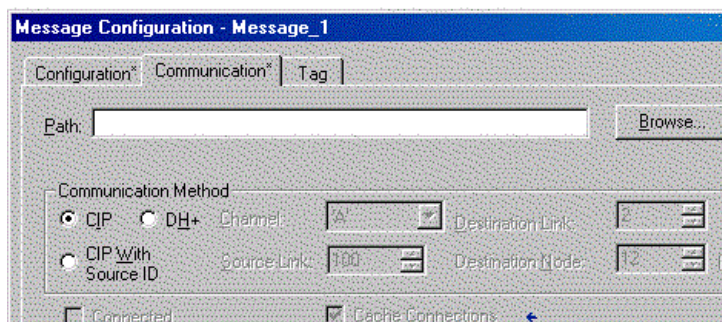 Message Configuration - Message_1
Configuration* Communication* Tag
Path: Browse...
Communication Method
CIP DH+ Channel: 'A' Destination Link: 2
CIP With Source ID Source Link: 100 Destination Node: 12
Connected Cache Connections